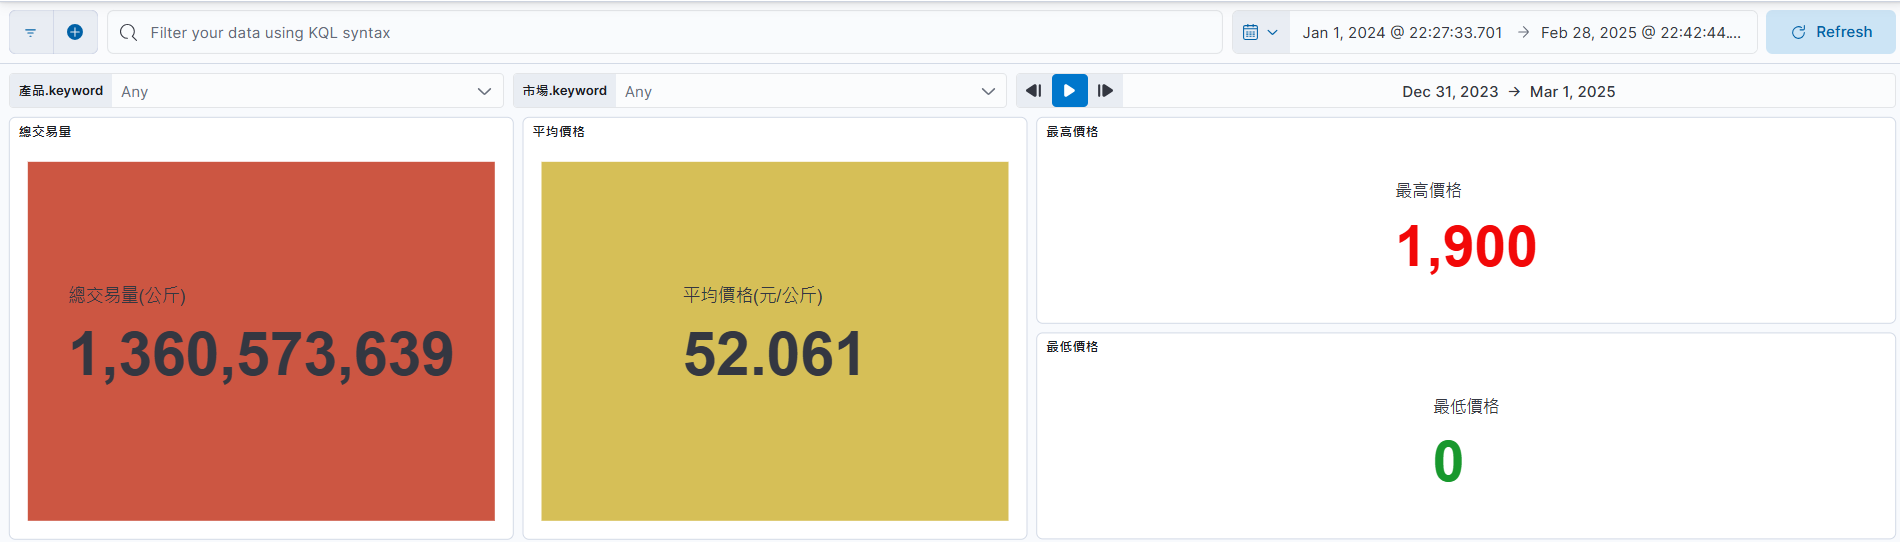 Filter your data using KQL syntax
Jan 1, 2024 @ 22:27:33.701 → Feb 28, 2025 @ 22:42:44....
Refresh
產品.keyword Any
市場.keyword Any
Dec 31, 2023 → Mar 1, 2025
總交易量
總交易量(公斤)
1,360,573,639
平均價格
平均價格(元/公斤)
52.061
最高價格
最高價格
1,900
最低價格
最低價格
0